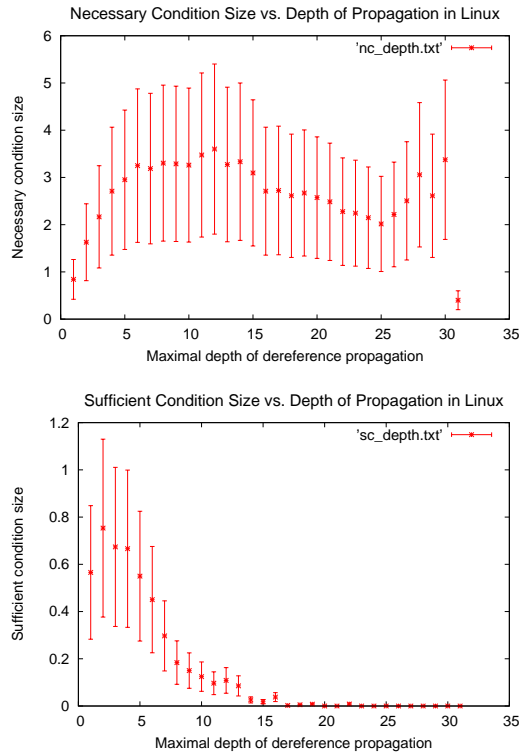 Necessary Condition Size vs. Depth of Propagation in Linux
6
5
4
3
2
1
0
0 5 10 15 20 25 30 35
Necessary condition size
Maximal depth of dereference propagation
'nc_depth.txt'
Sufficient Condition Size vs. Depth of Propagation in Linux
1.2
1
0.8
0.6
0.4
0.2
0
0 5 10 15 20 25 30 35
Sufficient condition size
Maximal depth of dereference propagation
'sc_depth.txt'